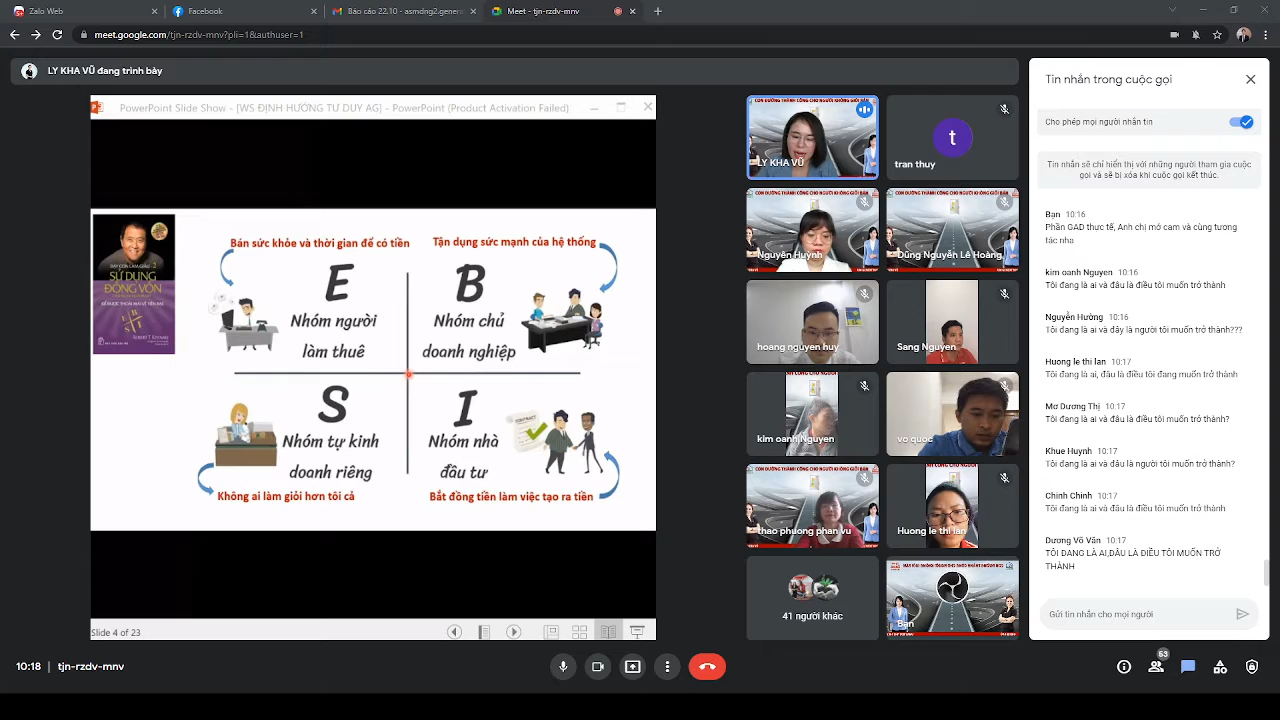 Zalo Web
Facebook
Báo cáo 22,10 - asmdng2.genera
Meet - tjn-rzdv-mnv
meet.google.com/tjn-rzdv-mnv?pli=1&authuser=1
LY KHA VŨ đang trình bày
PowerPoint Slide Show - [WS ĐỊNH HƯỚNG TƯ DUY AG] - PowerPoint (Product Activation Failed)
SỬ DỤNG
ĐỒNG VỐN
Bán sức khỏe và thời gian để có tiền
Tận dụng sức mạnh của hệ thống
E
Nhóm người
làm thuê
B
Nhóm chủ
doanh nghiệp
S
Nhóm tự kinh
doanh riêng
I
Nhóm nhà
đầu tư
CONTRACT
Không ai làm giỏi hơn tôi cả
Bắt đồng tiền làm việc tạo ra tiền
Slide 4 of 23
CON ĐƯỜNG THÀNH CÔNG CHO NGƯỜI KHÔNG GIỚI HẠN
LY KHA VŨ
t
tran thuy
Nguyên Huỳnh
Dũng Nguyễn Lê Hoàng
hoang nguyen huy
Sang Nguyen
kim oanh Nguyen
vo quoc
thao phuong phan vu
Huong le thi lan
41 người khác
Bạn
Tin nhắn trong cuộc gọi
Cho phép mọi người nhắn tin
Tin nhắn sẽ chỉ hiển thị với những người tham gia cuộc
gọi và sẽ bị xóa khi cuộc gọi kết thúc.
Bạn 10:16
Phần GAD thực tế, Anh chị mở cam và cùng tương
tác nha
kim oanh Nguyen 10:16
Tôi đang là ai và đây là điều tôi muốn trở thành
Nguyễn Hường 10:16
Tôi đang là ai và đây là người tôi muốn trở thành???
Huong le thi lan 10:17
Tôi đang là ai, đâu là điều tôi đang muốn trở thành
Mơ Dương Thị 10:17
Tôi đang là ai và đâu là điều tôi muốn trở thành?
Khue Huynh 10:17
Tôi đang là ai và đâu là người tôi muốn trở thành?
Chinh Chinh 10:17
Tôi đang là ai và đâu là điều tôi muốn trở thành
Dương Võ Văn 10:17
TÔI ĐANG LÀ AI,ĐÂU LÀ ĐIỀU TÔI MUỐN TRỞ
THÀNH
Gửi tin nhắn cho mọi người
10:18 | tjn-rzdv-mnv
53